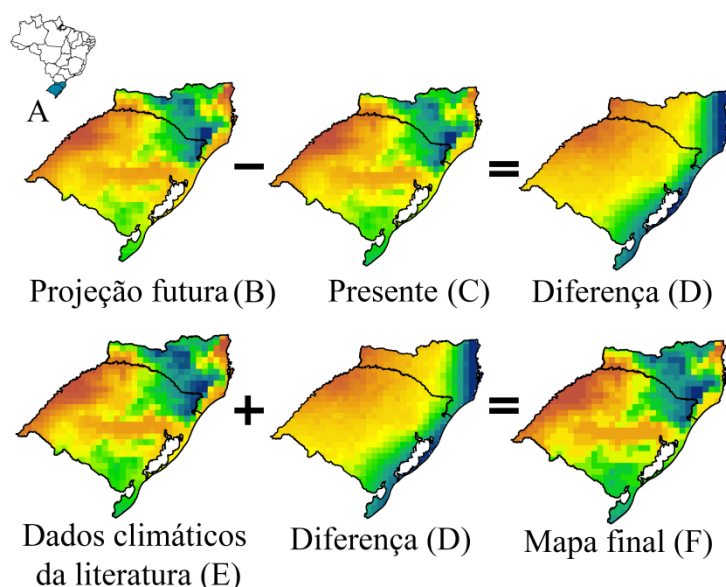 A
− =
Projeção futura (B) Presente (C) Diferença (D)
+ =
Dados climáticos Diferença (D) Mapa final (F)
da literatura (E)